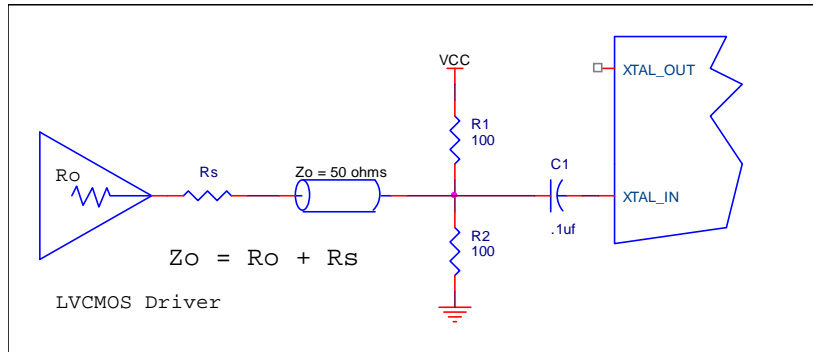 VCC
XTAL_OUT
R1
100
Ro
Rs
Zo = 50 ohms
C1
XTAL_IN
.1uf
R2
100
Zo = Ro + Rs
LVCMOS Driver